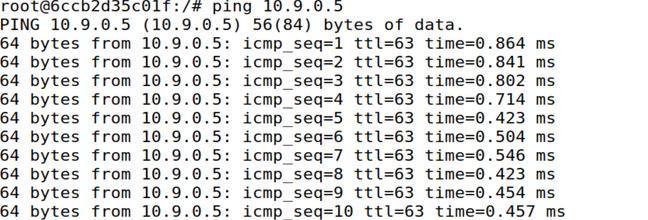 root@6ccb2d35c01f:/# ping 10.9.0.5
PING 10.9.0.5 (10.9.0.5) 56(84) bytes of data.
64 bytes from 10.9.0.5: icmp_seq=1 ttl=63 time=0.864 ms
64 bytes from 10.9.0.5: icmp_seq=2 ttl=63 time=0.841 ms
64 bytes from 10.9.0.5: icmp_seq=3 ttl=63 time=0.802 ms
64 bytes from 10.9.0.5: icmp_seq=4 ttl=63 time=0.714 ms
64 bytes from 10.9.0.5: icmp_seq=5 ttl=63 time=0.423 ms
64 bytes from 10.9.0.5: icmp_seq=6 ttl=63 time=0.504 ms
64 bytes from 10.9.0.5: icmp_seq=7 ttl=63 time=0.546 ms
64 bytes from 10.9.0.5: icmp_seq=8 ttl=63 time=0.423 ms
64 bytes from 10.9.0.5: icmp_seq=9 ttl=63 time=0.454 ms
64 bytes from 10.9.0.5: icmp_seq=10 ttl=63 time=0.457 ms